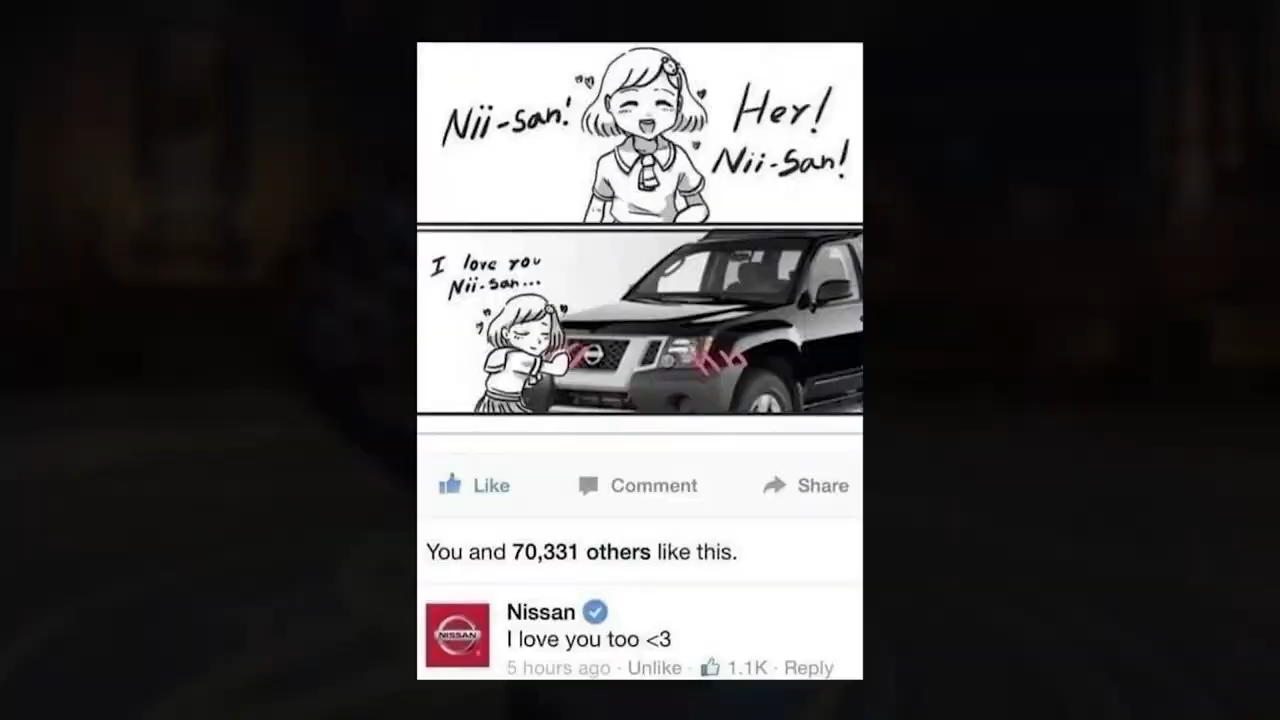 Nii-san!
Hey!
Nii-San!
I love you
Nii-san...
Like
Comment
Share
You and 70,331 others like this.
Nissan
NISSAN
I love you too <3
5 hours ago · Unlike · 1.1K · Reply